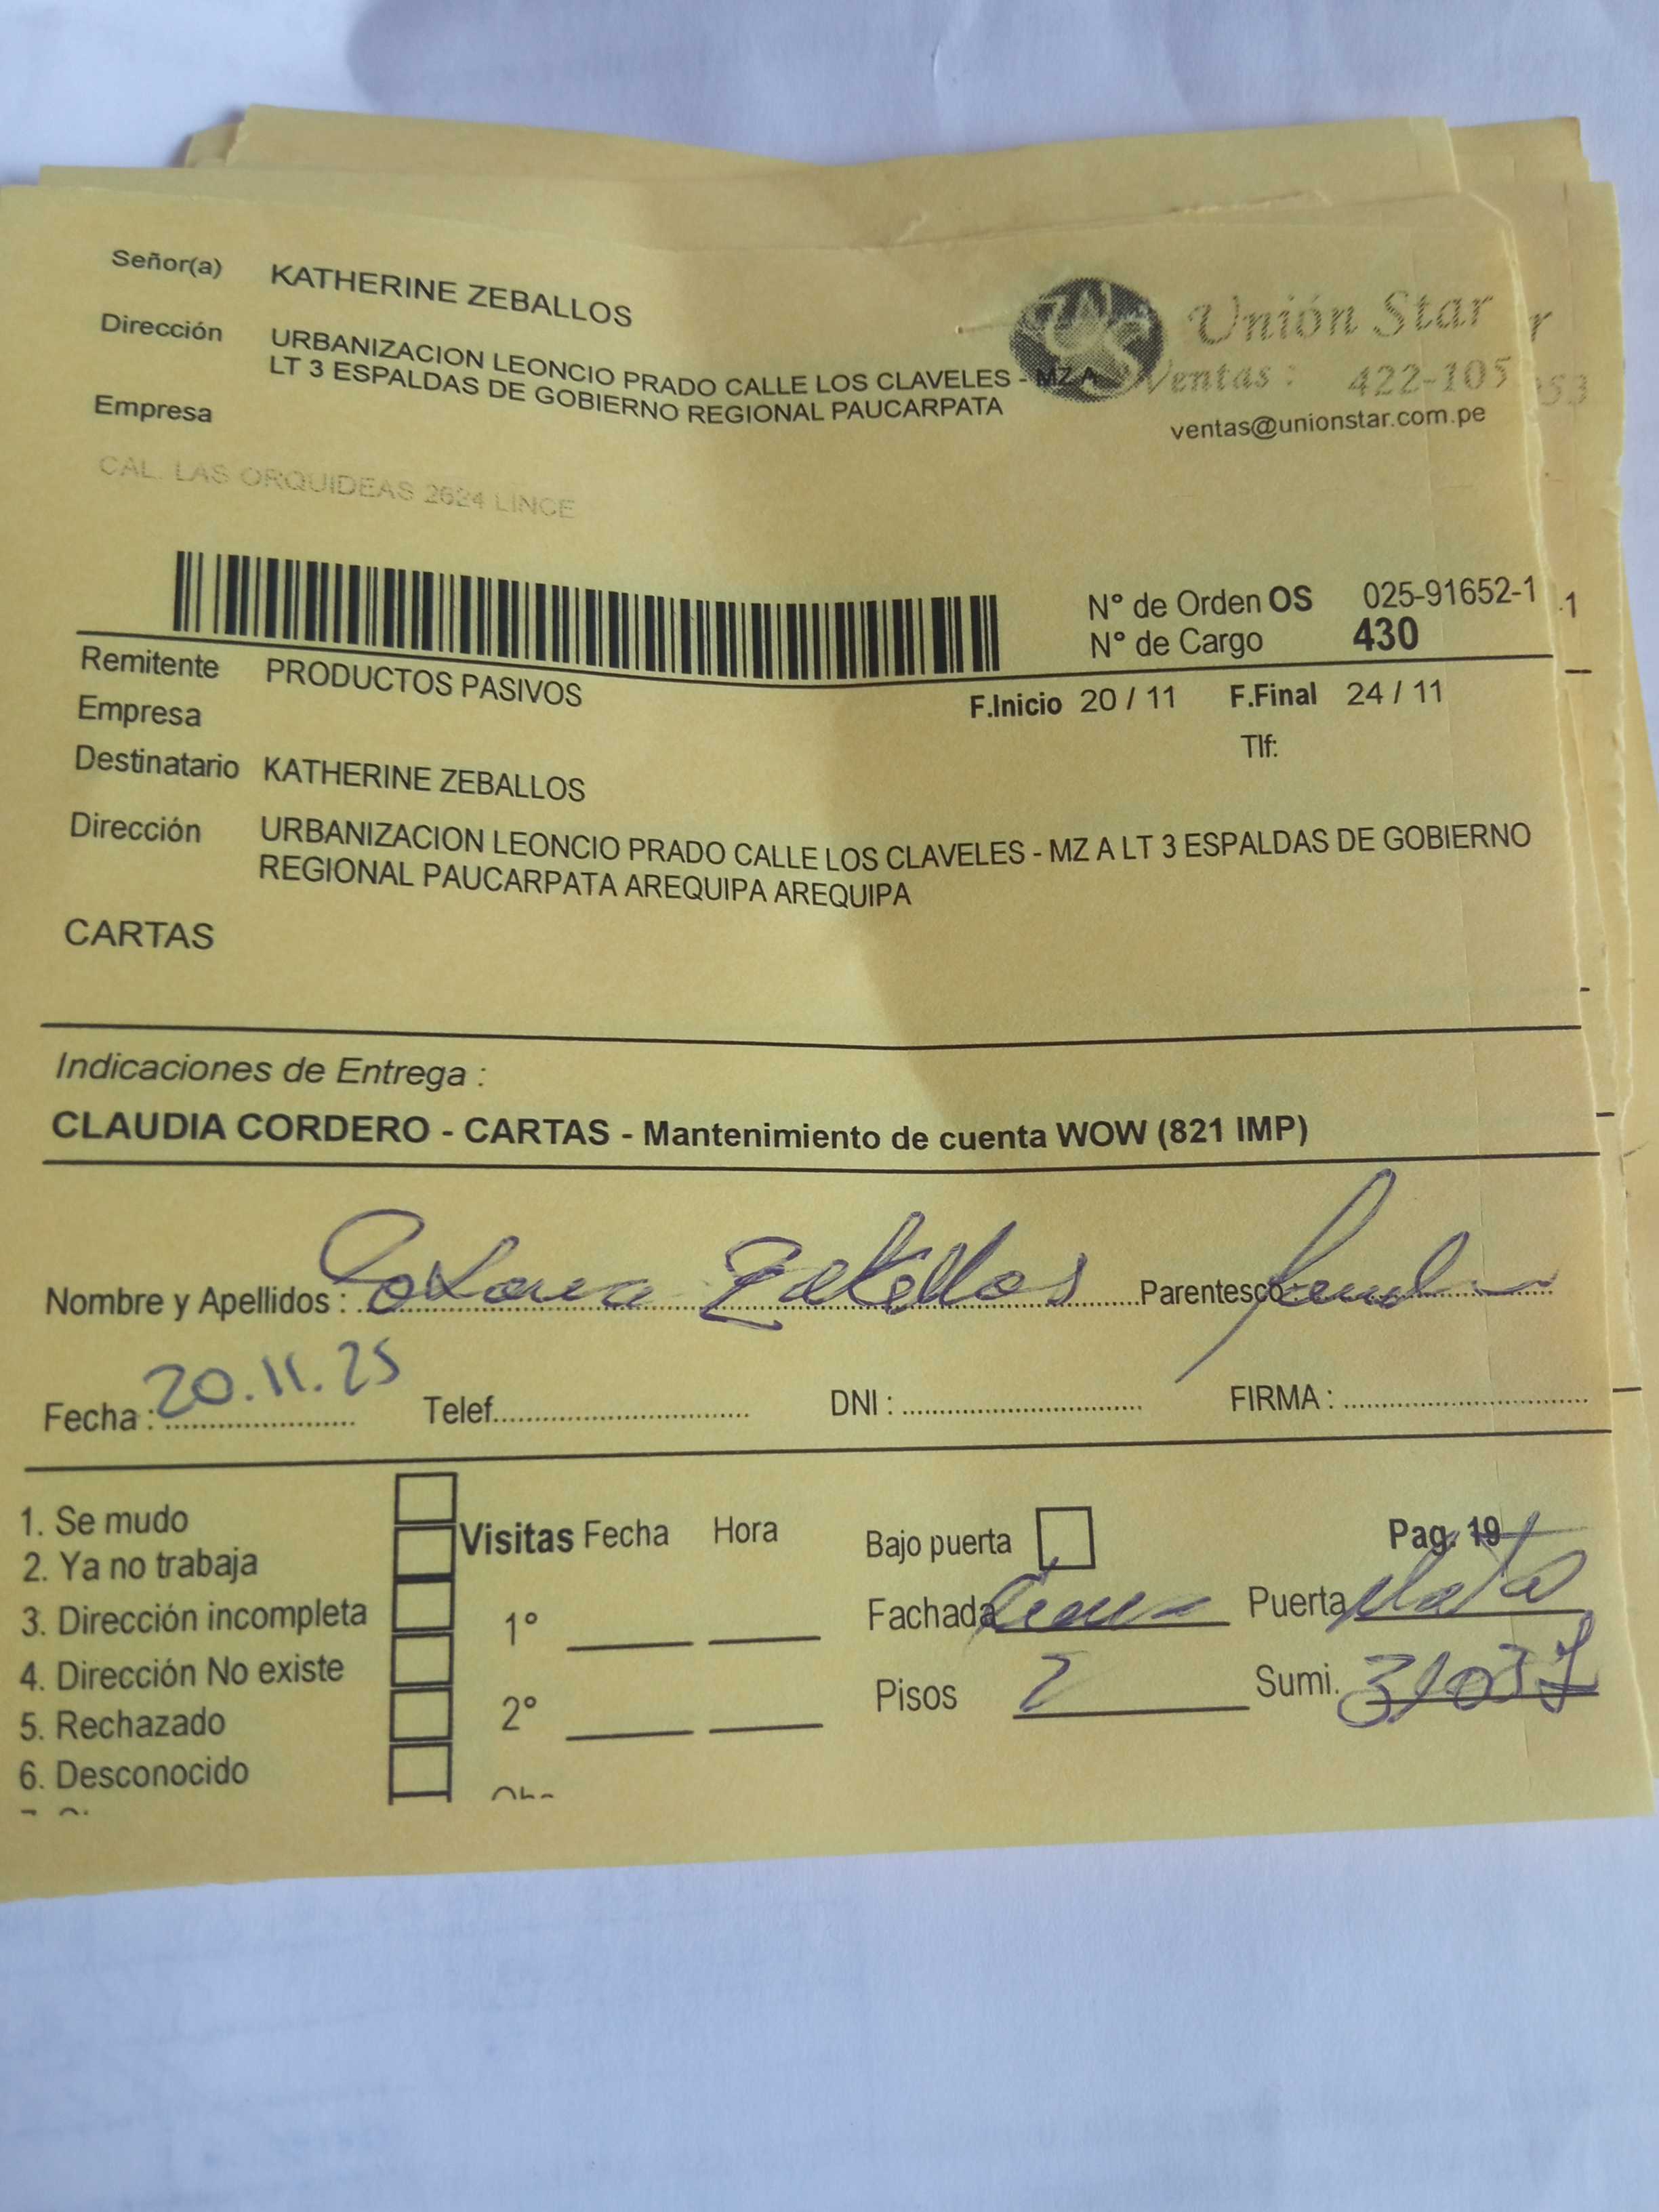 Señor(a) KATHERINE ZEBALLOS
Dirección URBANIZACION LEONCIO PRADO CALLE LOS CLAVELES - MZ A
LT 3 ESPALDAS DE GOBIERNO REGIONAL PAUCARPATA
Empresa
Unión Star
Ventas : 422-105
ventas@unionstar.com.pe
r
53
CAL. LAS ORQUIDEAS 2624 LINCE
N° de Orden OS 025-91652-1
1
N° de Cargo 430
Remitente PRODUCTOS PASIVOS
F.Inicio 20 / 11 F.Final 24 / 11
Empresa
Tlf:
Destinatario KATHERINE ZEBALLOS
Dirección URBANIZACION LEONCIO PRADO CALLE LOS CLAVELES - MZ A LT 3 ESPALDAS DE GOBIERNO
REGIONAL PAUCARPATA AREQUIPA AREQUIPA
CARTAS
Indicaciones de Entrega :
CLAUDIA CORDERO - CARTAS - Mantenimiento de cuenta WOW (821 IMP)
Nombre y Apellidos : Zeballos Parentesco
Fecha : 20.11.25 Telef. DNI : FIRMA :
1. Se mudo
2. Ya no trabaja
3. Dirección incompleta
4. Dirección No existe
5. Rechazado
6. Desconocido
Visitas Fecha Hora
1°
2°
Bajo puerta Pag. 19
Fachada Puerta
Pisos 2 Sumi.